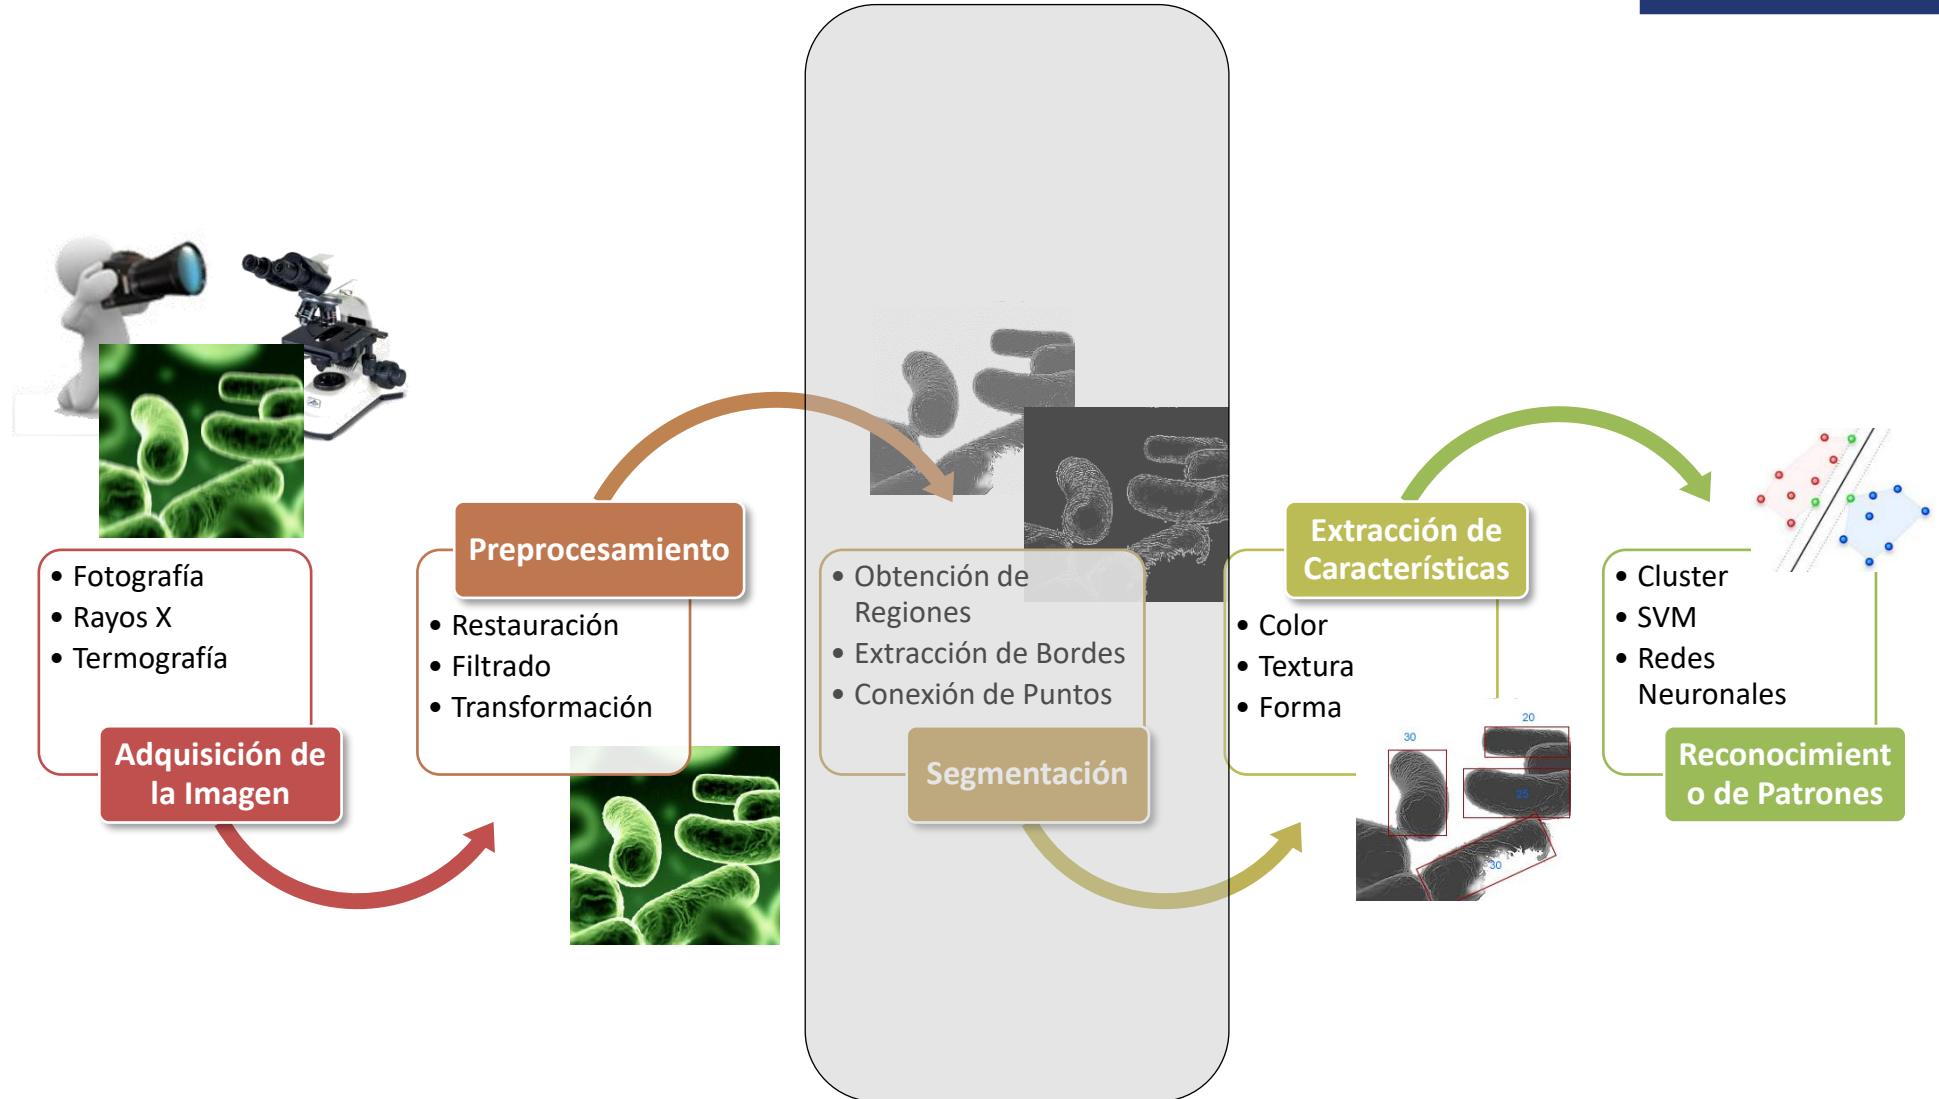 • Fotografía
• Rayos X
• Termografía
Adquisición de
la Imagen
Preprocesamiento
• Restauración
• Filtrado
• Transformación
• Obtención de
Regiones
• Extracción de Bordes
• Conexión de Puntos
Segmentación
Extracción de
Características
• Color
• Textura
• Forma
30
20
25
30
• Cluster
• SVM
• Redes
Neuronales
Reconocimient
o de Patrones